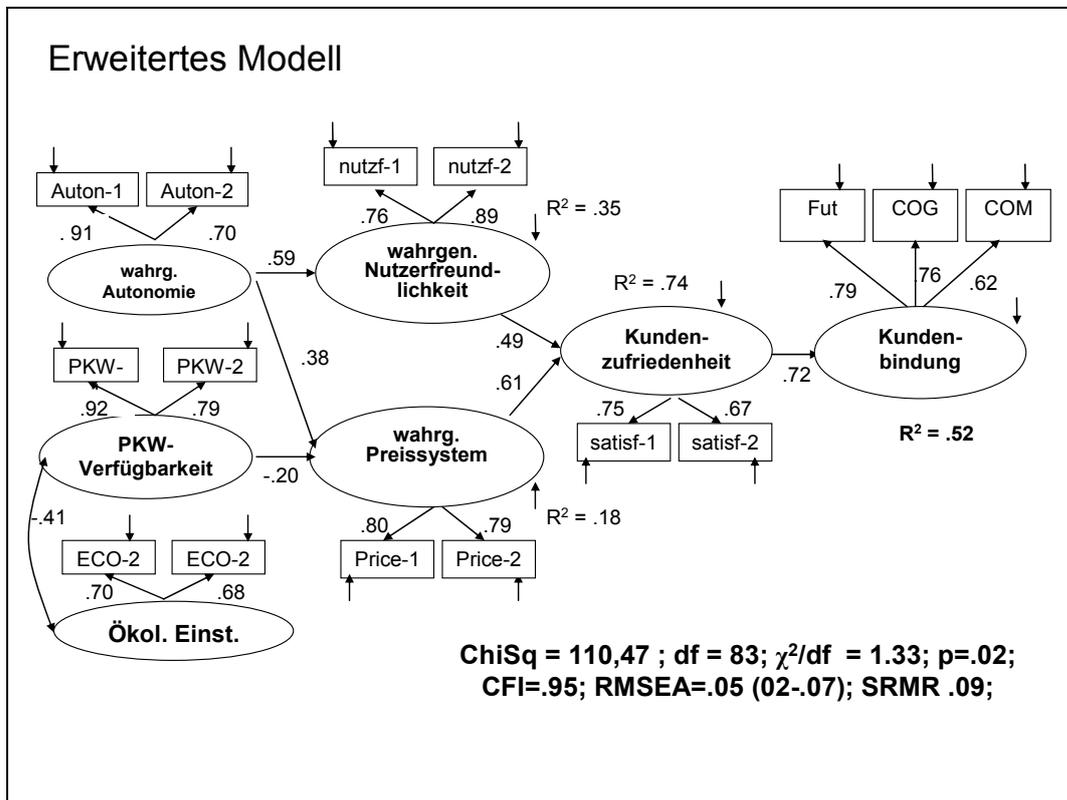 Erweitertes Modell
Auton-1
Auton-2
. 91
.70
wahrg.
Autonomie
nutzf-1
nutzf-2
.76
.89
R² = .35
wahrgen.
Nutzerfreund-
lichkeit
.59
.38
PKW-
PKW-2
.92
.79
PKW-
Verfügbarkeit
-.20
wahrg.
Preissystem
.80
.79
R² = .18
Price-1
Price-2
-.41
ECO-2
ECO-2
.70
.68
Ökol. Einst.
.49
.61
R² = .74
Kunden-
zufriedenheit
.75
.67
satisf-1
satisf-2
.72
Fut
COG
COM
.79
.76
.62
Kunden-
bindung
R² = .52
ChiSq = 110,47 ; df = 83; χ²/df = 1.33; p=.02;
CFI=.95; RMSEA=.05 (02-.07); SRMR .09;